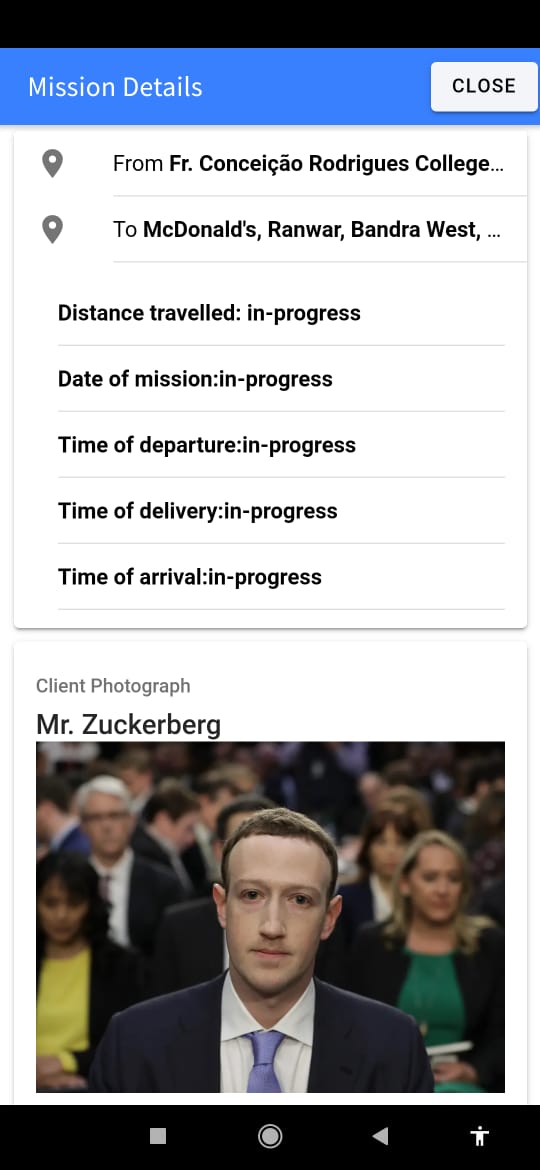 Mission Details
CLOSE
From Fr. Conceição Rodrigues College...
To McDonald's, Ranwar, Bandra West, ...
Distance travelled: in-progress
Date of mission:in-progress
Time of departure:in-progress
Time of delivery:in-progress
Time of arrival:in-progress
Client Photograph
Mr. Zuckerberg